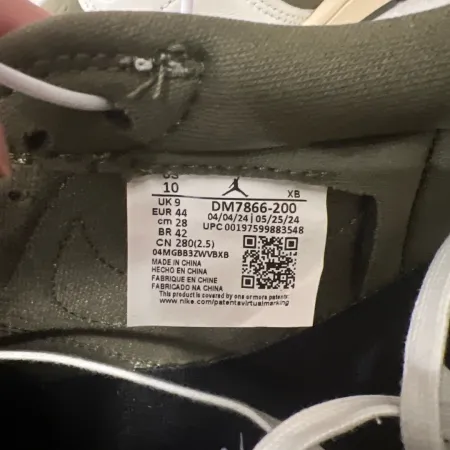 US
10
XB
UK 9
EUR 44
cm 28
BR 42
CN 280(2.5)
DM7866-200
04/04/24 | 05/25/24
UPC 00197599883548
04MGBB3ZWVBXB
MADE IN CHINA
HECHO EN CHINA
FABRIQUE EN CHINE
FABRICADO NA CHINA
This product is covered by one or more patents:
www.nike.com/patentsvirtualmarking